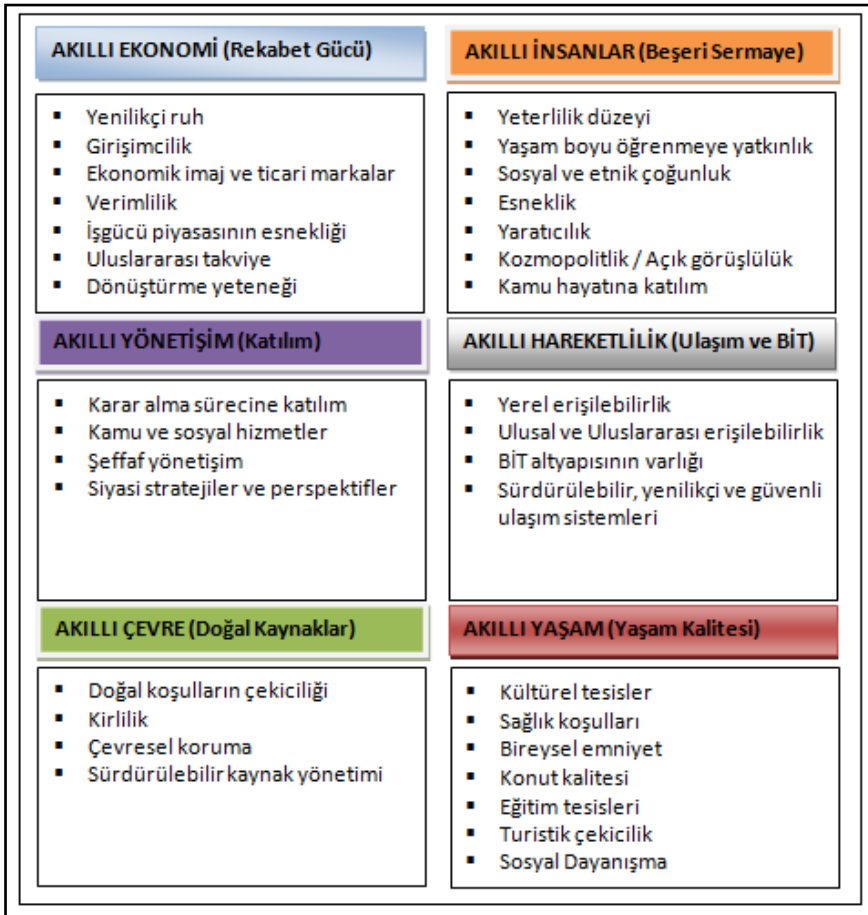 AKILLI EKONOMİ (Rekabet Gücü)
▪ Yenilikçi ruh
▪ Girişimcilik
▪ Ekonomik imaj ve ticari markalar
▪ Verimlilik
▪ İşgücü piyasasının esnekliği
▪ Uluslararası takviye
▪ Dönüştürme yeteneği
AKILLI İNSANLAR (Beşeri Sermaye)
▪ Yeterlilik düzeyi
▪ Yaşam boyu öğrenmeye yatkınlık
▪ Sosyal ve etnik çoğunluk
▪ Esneklik
▪ Yaratıcılık
▪ Kozmopolitlik / Açık görüşlülük
▪ Kamu hayatına katılım
AKILLI YÖNETİŞİM (Katılım)
▪ Karar alma sürecine katılım
▪ Kamu ve sosyal hizmetler
▪ Şeffaf yönetişim
▪ Siyasi stratejiler ve perspektifler
AKILLI HAREKETLİLİK (Ulaşım ve BİT)
▪ Yerel erişilebilirlik
▪ Ulusal ve Uluslararası erişilebilirlik
▪ BİT altyapısının varlığı
▪ Sürdürülebilir, yenilikçi ve güvenli
ulaşım sistemleri
AKILLI ÇEVRE (Doğal Kaynaklar)
▪ Doğal koşulların çekiciliği
▪ Kirlilik
▪ Çevresel koruma
▪ Sürdürülebilir kaynak yönetimi
AKILLI YAŞAM (Yaşam Kalitesi)
▪ Kültürel tesisler
▪ Sağlık koşulları
▪ Bireysel emniyet
▪ Konut kalitesi
▪ Eğitim tesisleri
▪ Turistik çekicilik
▪ Sosyal Dayanışma